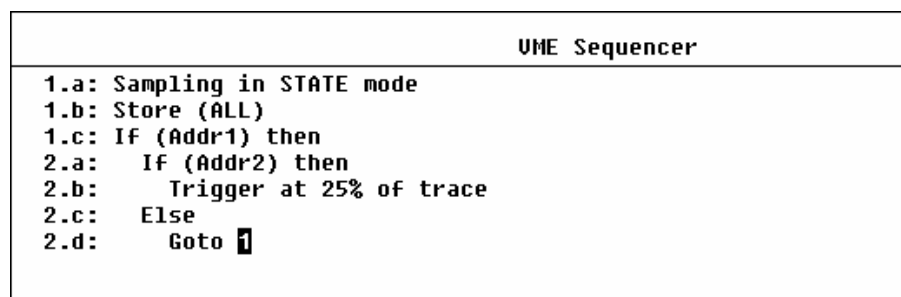 VME Sequencer
1.a: Sampling in STATE mode
1.b: Store (ALL)
1.c: If (Addr1) then
2.a: If (Addr2) then
2.b: Trigger at 25% of trace
2.c: Else
2.d: Goto 1